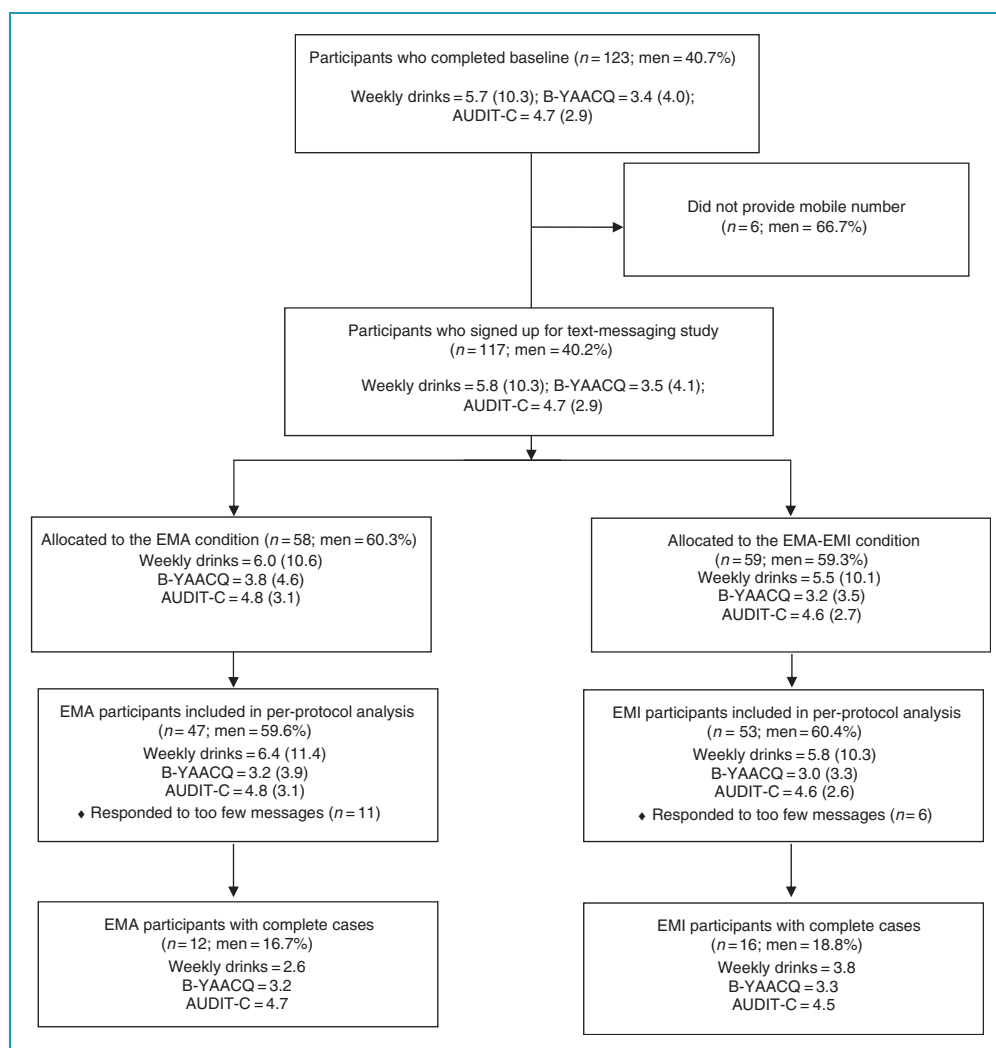 Participants who completed baseline (n=123; men=40.7%)
Weekly drinks=5.7 (10.3); B-YAACQ=3.4 (4.0);
AUDIT-C=4.7 (2.9)
Did not provide mobile number
(n=6; men=66.7%)
Participants who signed up for text-messaging study
(n=117; men=40.2%)
Weekly drinks=5.8 (10.3); B-YAACQ=3.5 (4.1);
AUDIT-C=4.7 (2.9)
Allocated to the EMA condition (n=58; men=60.3%)
Weekly drinks=6.0 (10.6)
B-YAACQ=3.8 (4.6)
AUDIT-C=4.8 (3.1)
Allocated to the EMA-EMI condition
(n=59; men=59.3%)
Weekly drinks=5.5 (10.1)
B-YAACQ=3.2 (3.5)
AUDIT-C=4.6 (2.7)
EMA participants included in per-protocol analysis
(n=47; men=59.6%)
Weekly drinks=6.4 (11.4)
B-YAACQ=3.2 (3.9)
AUDIT-C=4.8 (3.1)
♦ Responded to too few messages (n=11)
EMI participants included in per-protocol analysis
(n=53; men=60.4%)
Weekly drinks=5.8 (10.3)
B-YAACQ=3.0 (3.3)
AUDIT-C=4.6 (2.6)
♦ Responded to too few messages (n=6)
EMA participants with complete cases
(n=12; men=16.7%)
Weekly drinks=2.6
B-YAACQ=3.2
AUDIT-C=4.7
EMI participants with complete cases
(n=16; men=18.8%)
Weekly drinks=3.8
B-YAACQ=3.3
AUDIT-C=4.5